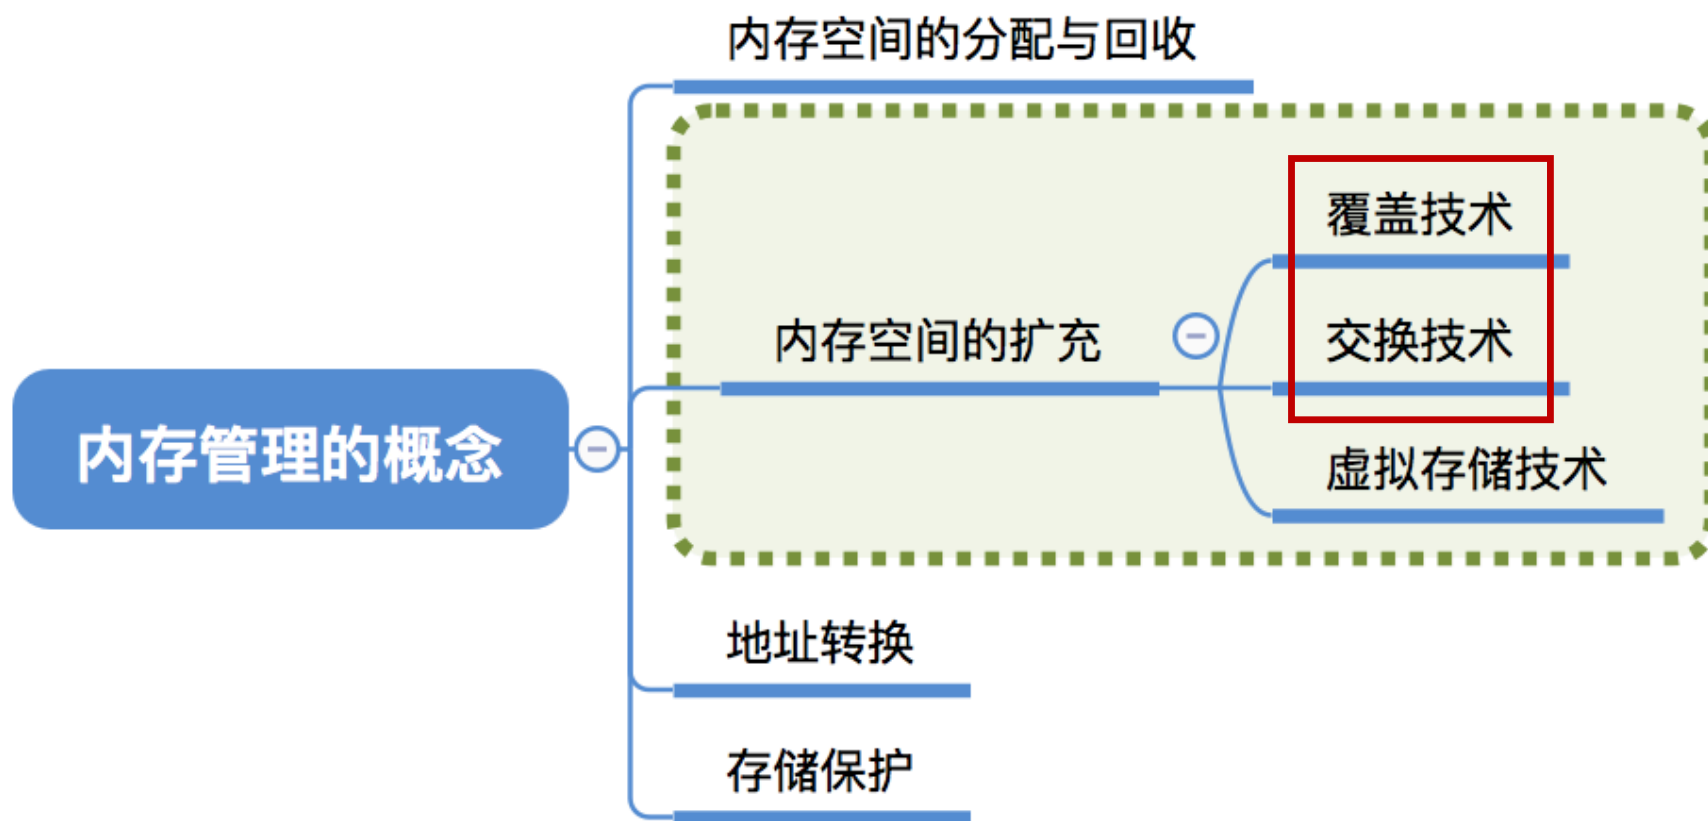 内存空间的分配与回收
覆盖技术
内存空间的扩充
交换技术
内存管理的概念
虚拟存储技术
地址转换
存储保护